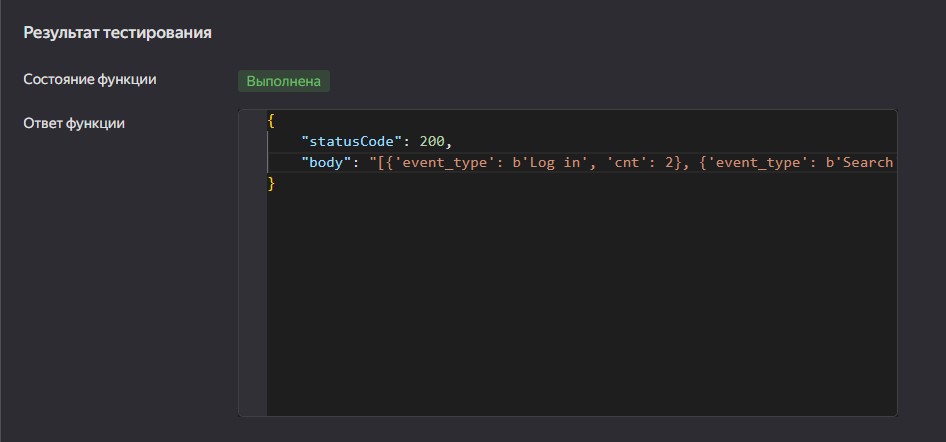 Результат тестирования
Состояние функции
Выполнена
Ответ функции
{
"statusCode": 200,
"body": "[{'event_type': b'Log in', 'cnt': 2}, {'event_type': b'Search
}